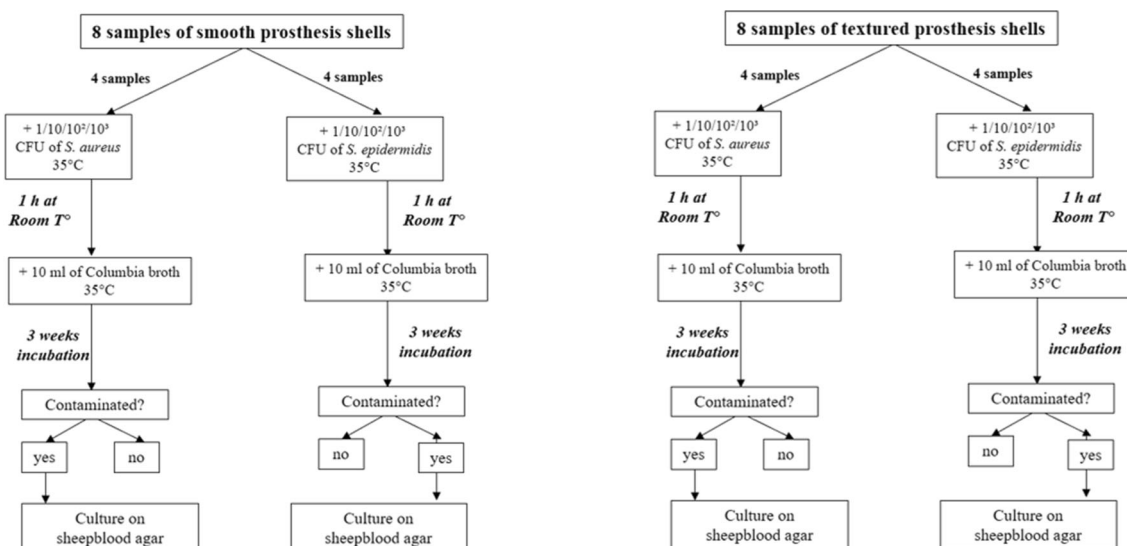 8 samples of smooth prosthesis shells
4 samples
4 samples
+ 1/10/10²/10³
CFU of S. aureus
35°C
+ 1/10/10²/10³
CFU of S. epidermidis
35°C
1 h at
Room T°
1 h at
Room T°
+ 10 ml of Columbia broth
35°C
+ 10 ml of Columbia broth
35°C
3 weeks
incubation
3 weeks
incubation
Contaminated?
Contaminated?
yes
no
no
yes
Culture on
sheepblood agar
Culture on
sheepblood agar
8 samples of textured prosthesis shells
4 samples
4 samples
+ 1/10/10²/10³
CFU of S. aureus
35°C
+ 1/10/10²/10³
CFU of S. epidermidis
35°C
1 h at
Room T°
1 h at
Room T°
+ 10 ml of Columbia broth
35°C
+ 10 ml of Columbia broth
35°C
3 weeks
incubation
3 weeks
incubation
Contaminated?
Contaminated?
yes
no
no
yes
Culture on
sheepblood agar
Culture on
sheepblood agar